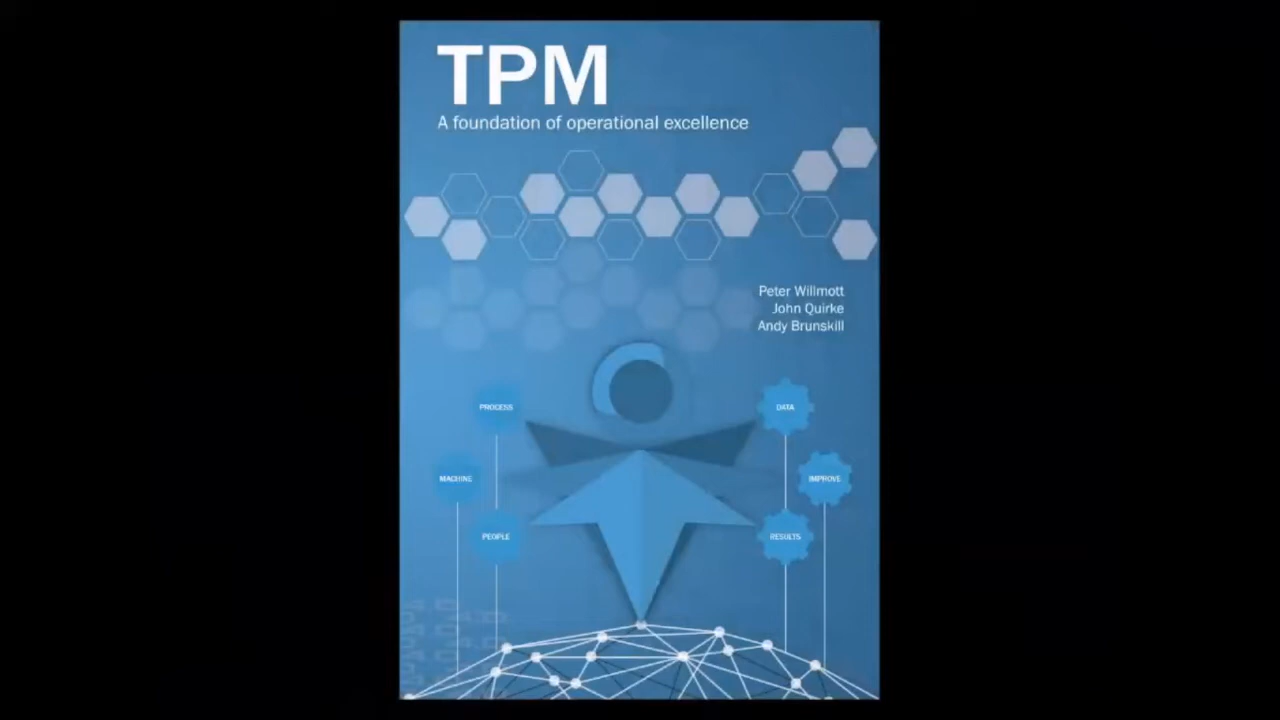 TPM
A foundation of operational excellence
Peter Willmott
John Quirke
Andy Brunskill
PROCESS
DATA
MACHINE
IMPROVE
PEOPLE
RESULTS